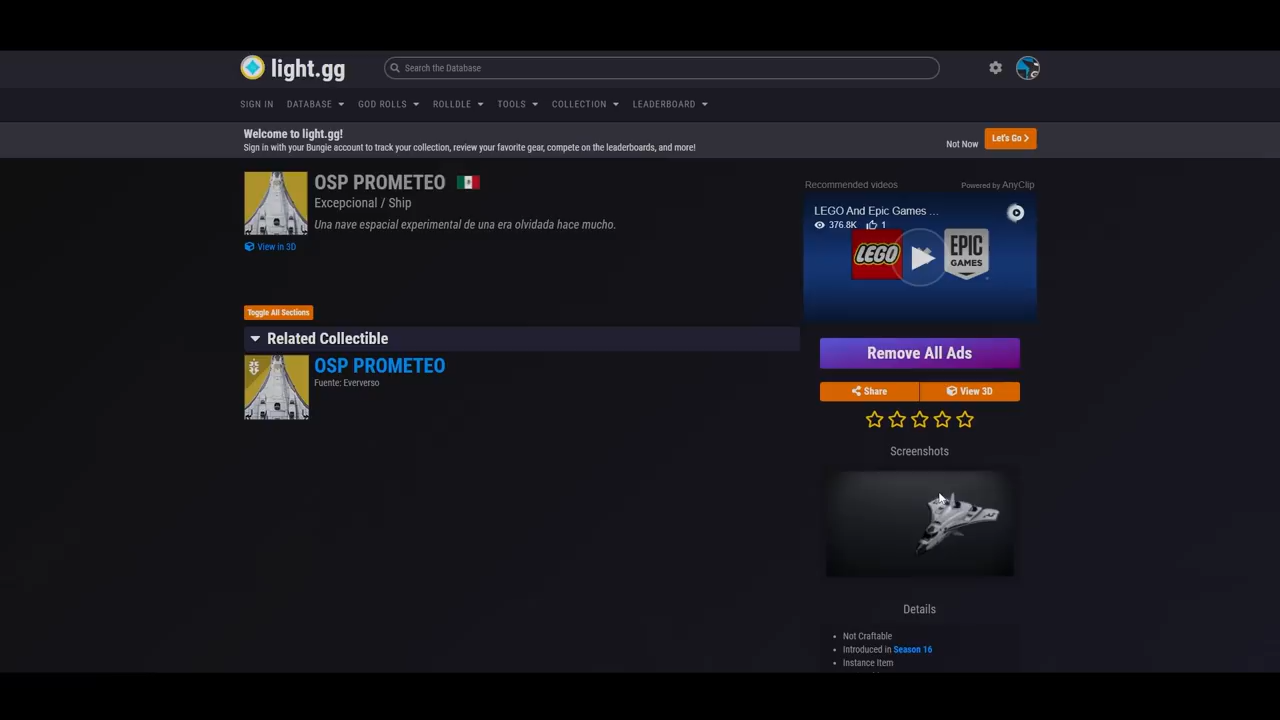 light.gg
Search the Database
SIGN IN
DATABASE
GOD ROLLS
ROLLDLE
TOOLS
COLLECTION
LEADERBOARD
Welcome to light.gg!
Sign in with your Bungie account to track your collection, review your favorite gear, compete on the leaderboards, and more!
Not Now
Let's Go
OSP PROMETEO
Excepcional / Ship
Una nave espacial experimental de una era olvidada hace mucho.
View in 3D
Toggle All Sections
Related Collectible
OSP PROMETEO
Fuente: Eververso
Recommended videos
Powered by AnyClip
LEGO And Epic Games ...
376.8K
1
LEGO
EPIC
GAMES
Remove All Ads
Share
View 3D
Screenshots
Details
Not Craftable
Introduced in Season 16
Instance Item